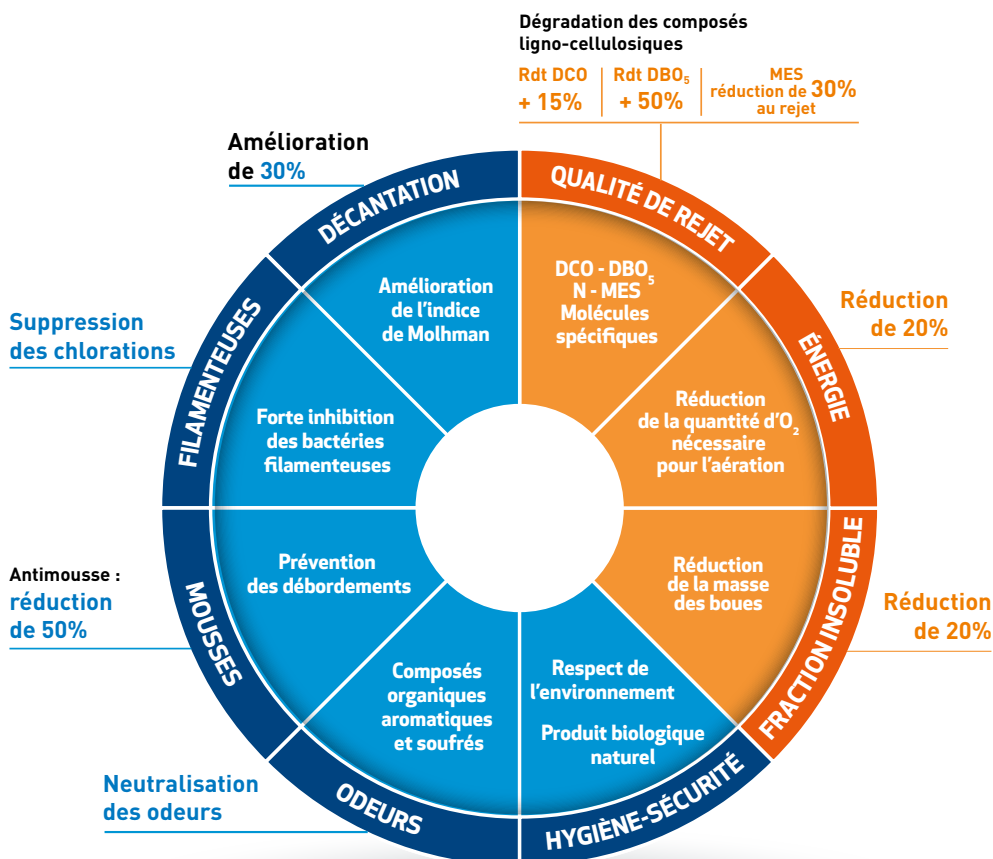 Dégradation des composés
ligno-cellulosiques
Rdt DCO
+ 15%
Rdt DBO₅
+ 50%
MES
réduction de 30%
au rejet
Amélioration
de 30%
DÉCANTATION
Amélioration
de l'indice
de Molhman
QUALITÉ DE REJET
DCO - DBO₅
N - MES
Molécules
spécifiques
Réduction
de 20%
ÉNERGIE
Réduction
de la quantité d'O₂
nécessaire
pour l'aération
Suppression
des chlorations
FILAMENTEUSES
Forte inhibition
des bactéries
filamenteuses
Antimousse :
réduction
de 50%
MOUSSES
Prévention
des débordements
Réduction
de la masse
des boues
FRACTION INSOLUBLE
Réduction
de 20%
Neutralisation
des odeurs
ODEURS
Composés
organiques
aromatiques
et soufrés
Respect de
l'environnement
Produit biologique
naturel
HYGIÈNE-SÉCURITÉ